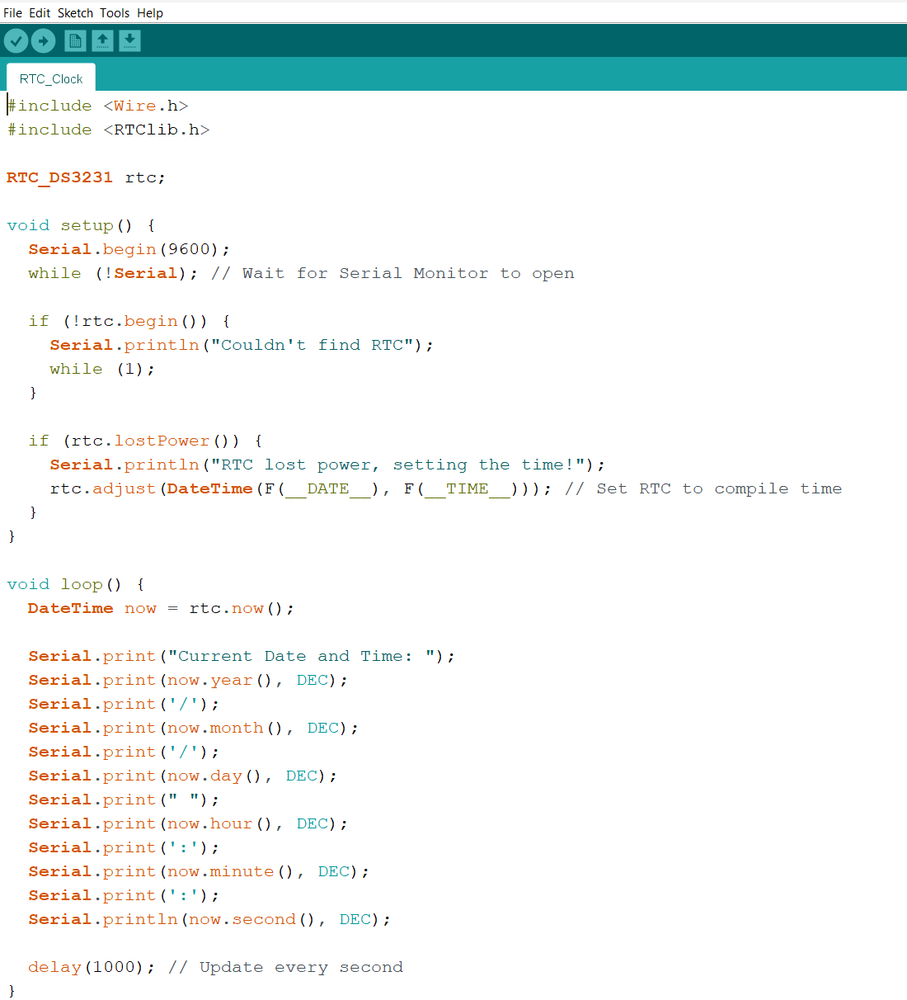 File Edit Sketch Tools Help
RTC_Clock
#include <Wire.h>
#include <RTClib.h>
RTC_DS3231 rtc;
void setup() {
  Serial.begin(9600);
  while (!Serial); // Wait for Serial Monitor to open
  if (!rtc.begin()) {
    Serial.println("Couldn't find RTC");
    while (1);
  }
  if (rtc.lostPower()) {
    Serial.println("RTC lost power, setting the time!");
    rtc.adjust(DateTime(F(__DATE__), F(__TIME__))); // Set RTC to compile time
  }
}
void loop() {
  DateTime now = rtc.now();
  Serial.print("Current Date and Time: ");
  Serial.print(now.year(), DEC);
  Serial.print('/');
  Serial.print(now.month(), DEC);
  Serial.print('/');
  Serial.print(now.day(), DEC);
  Serial.print(" ");
  Serial.print(now.hour(), DEC);
  Serial.print(':');
  Serial.print(now.minute(), DEC);
  Serial.print(':');
  Serial.println(now.second(), DEC);
  delay(1000); // Update every second
}